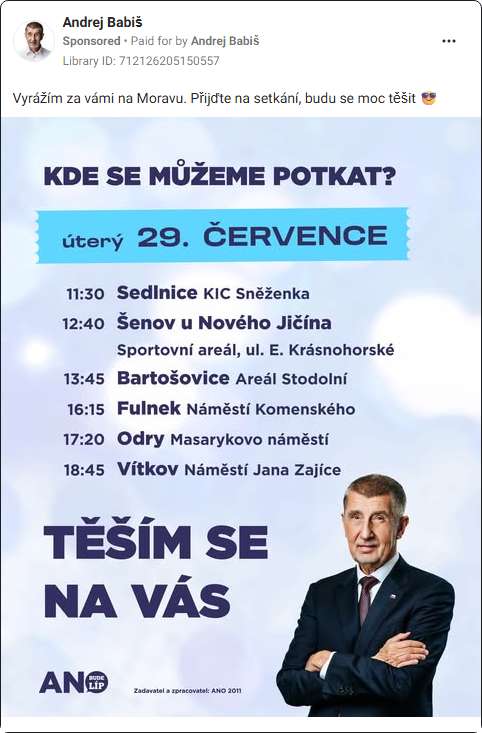 Andrej Babiš
Sponsored • Paid for by Andrej Babiš
Library ID: 712126205150557
Vyrážím za vámi na Moravu. Přijďte na setkání, budu se moc těšit 😎
KDE SE MŮŽEME POTKAT?
úterý 29. ČERVENCE
11:30 Sedlnice KIC Sněženka
12:40 Šenov u Nového Jičína
Sportovní areál, ul. E. Krásnohorské
13:45 Bartošovice Areál Stodolní
16:15 Fulnek Náměstí Komenského
17:20 Odry Masarykovo náměstí
18:45 Vítkov Náměstí Jana Zajíce
TĚŠÍM SE
NA VÁS
ANO BUDE LÍP
Zadavatel a zpracovatel: ANO 2011